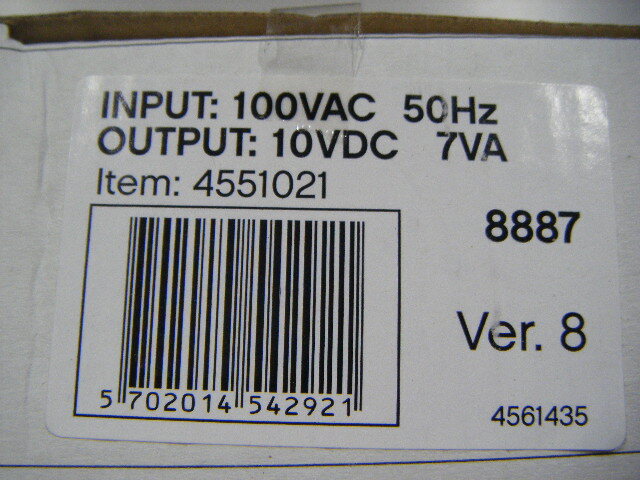 INPUT: 100VAC 50Hz
OUTPUT: 10VDC 7VA
Item: 4551021
8887
Ver. 8
5 702014 542921
4561435